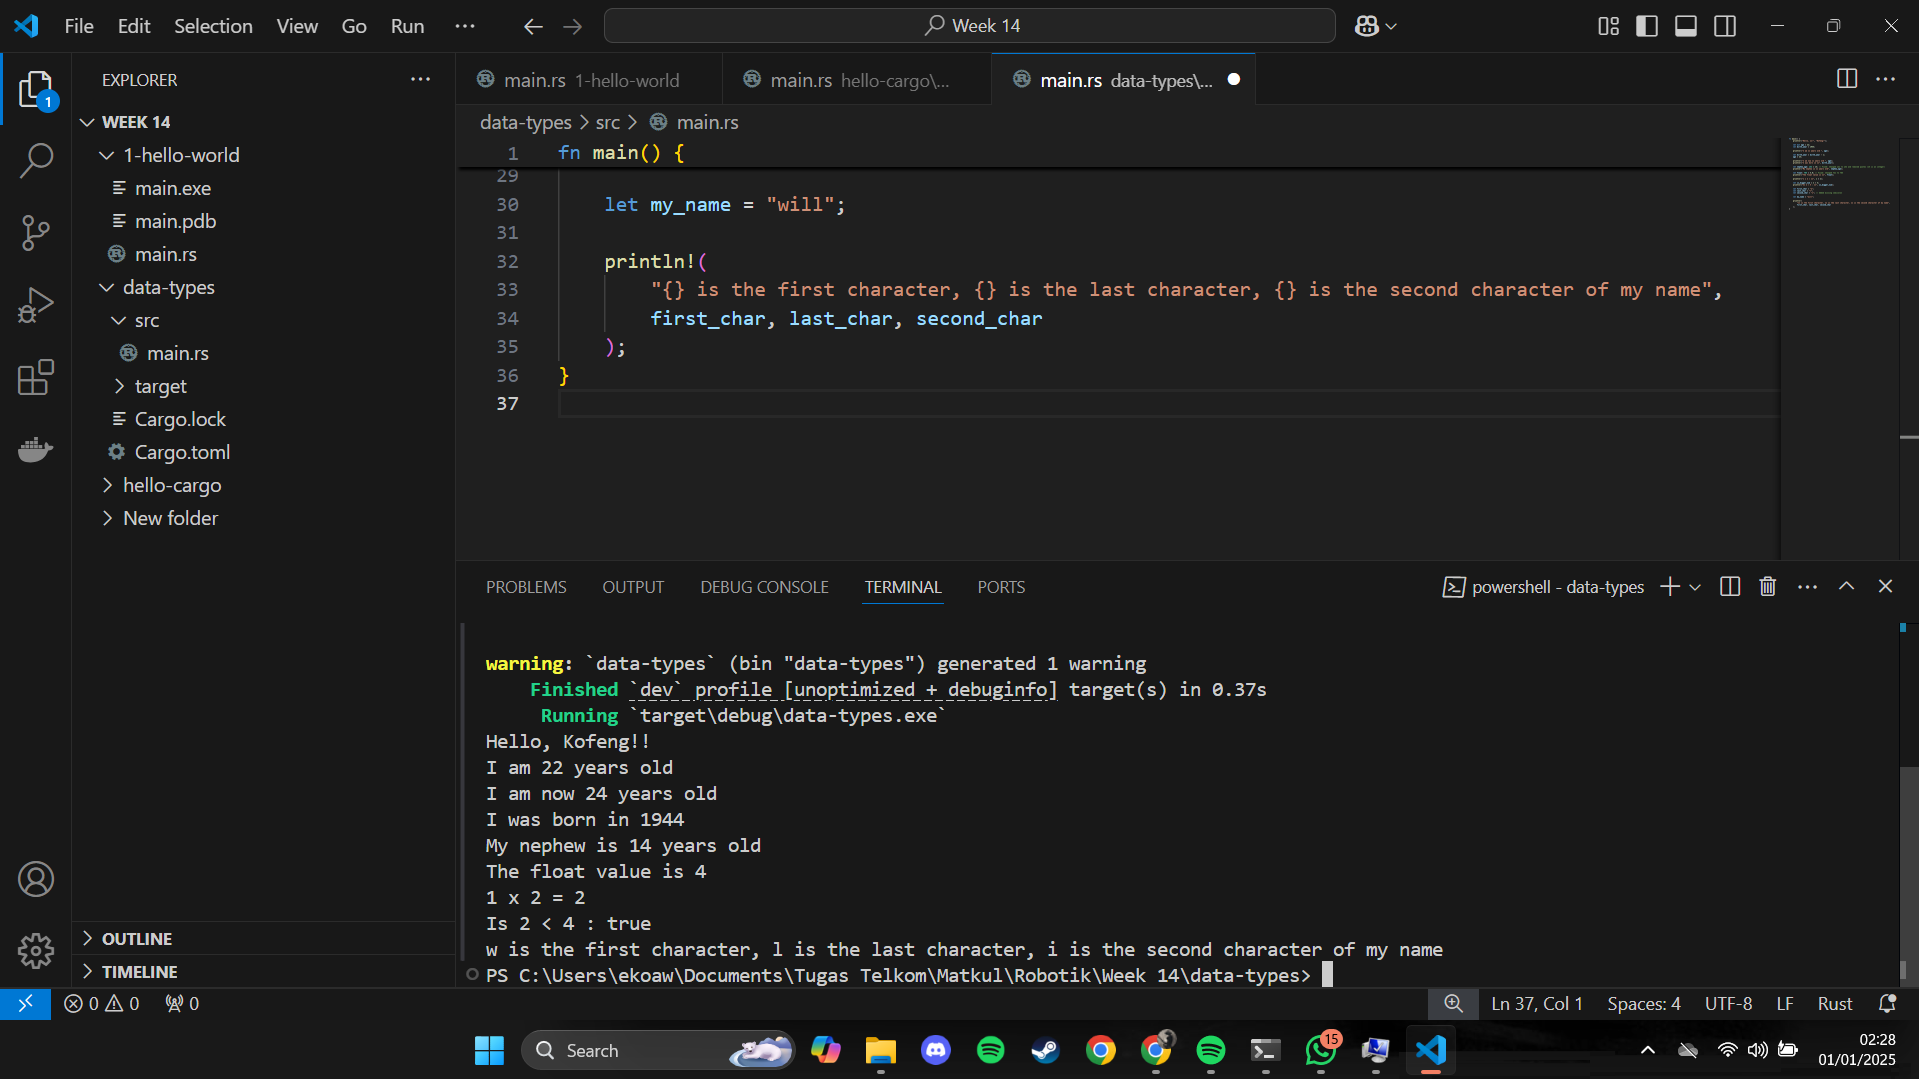 File Edit Selection View Go Run
Week 14
EXPLORER
1
WEEK 14
1-hello-world
main.exe
main.pdb
main.rs
data-types
src
main.rs
target
Cargo.lock
Cargo.toml
hello-cargo
New folder
OUTLINE
TIMELINE
main.rs 1-hello-world
main.rs hello-cargo\...
main.rs data-types\...
data-types > src > main.rs
1 fn main() {
29
30 let my_name = "will";
31
32 println!(
33 "{} is the first character, {} is the last character, {} is the second character of my name",
34 first_char, last_char, second_char
35 );
36 }
37
PROBLEMS OUTPUT DEBUG CONSOLE TERMINAL PORTS
powershell - data-types
warning: `data-types` (bin "data-types") generated 1 warning
Finished `dev` profile [unoptimized + debuginfo] target(s) in 0.37s
Running `target\debug\data-types.exe`
Hello, Kofeng!!
I am 22 years old
I am now 24 years old
I was born in 1944
My nephew is 14 years old
The float value is 4
1 x 2 = 2
Is 2 < 4 : true
w is the first character, l is the last character, i is the second character of my name
PS C:\Users\ekoaw\Documents\Tugas Telkom\Matkul\Robotik\Week 14\data-types>
0 0 0
Ln 37, Col 1 Spaces: 4 UTF-8 LF Rust
Search
15
02:28
01/01/2025